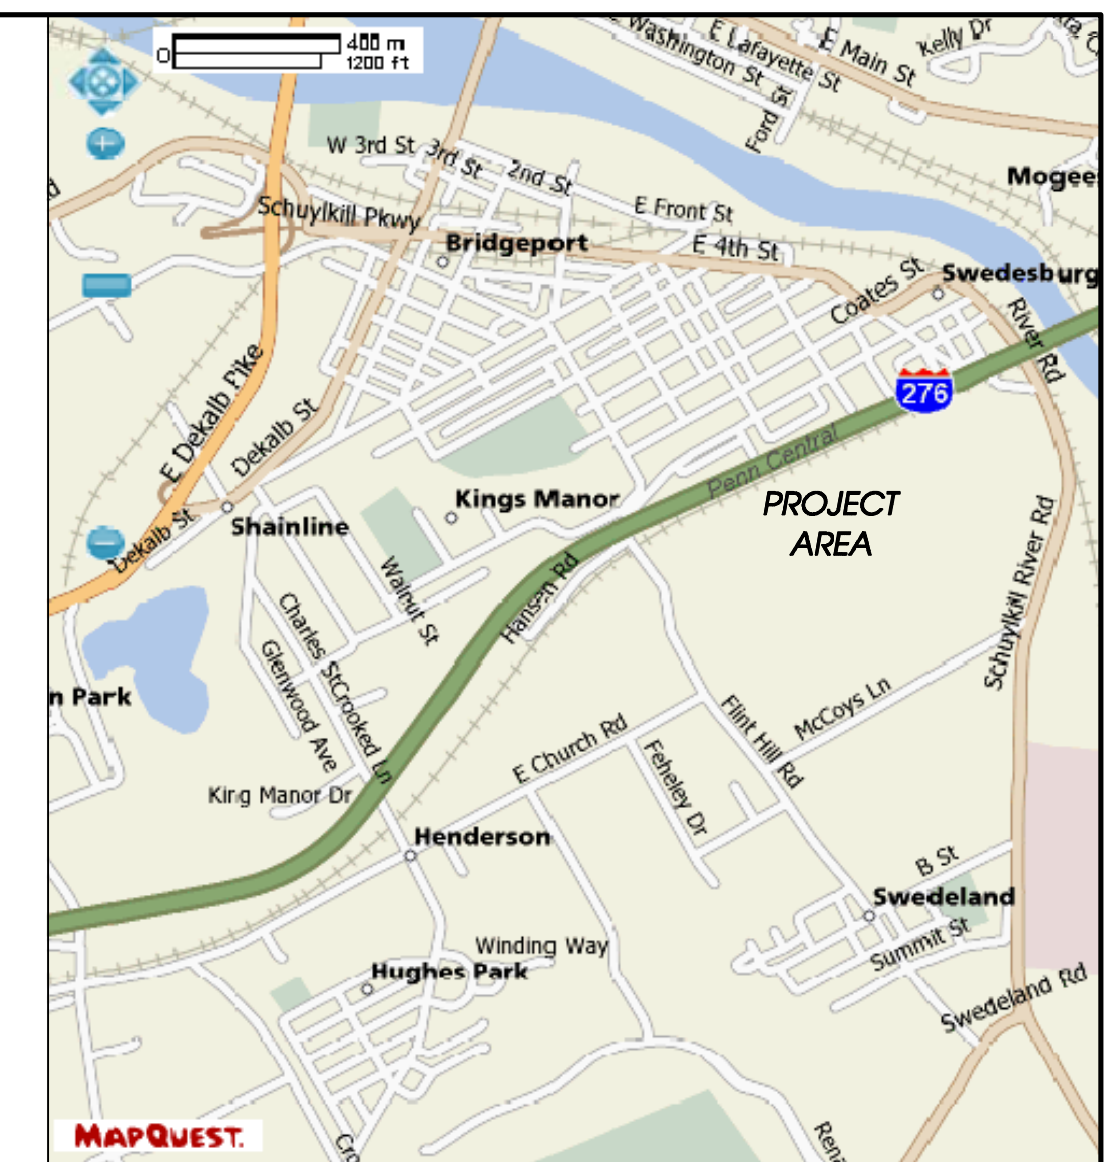 0
400 m
1200 ft
E Washington St
E Lafayette St
E Main St
Kelly Dr
Ford St
W 3rd St
3rd St
2nd St
Mogee
Schuylkill Pkwy
E Front St
Bridgeport
E 4th St
Coates St
Swedesburg
River Rd
276
E Dekalb Pike
Dekalb St
Penn Central
PROJECT
AREA
Kings Manor
Shainline
Dekalb St
Walnut St
Hansen Rd
Schuylkill River Rd
Charles St
Crooked Ln
Glenwood Ave
n Park
McCoys Ln
Flint Hill Rd
E Church Rd
Feheley Dr
King Manor Dr
Henderson
B St
Swedeland
Summit St
Winding Way
Hughes Park
Swedeland Rd
MAPQUEST.
Cro
Rena